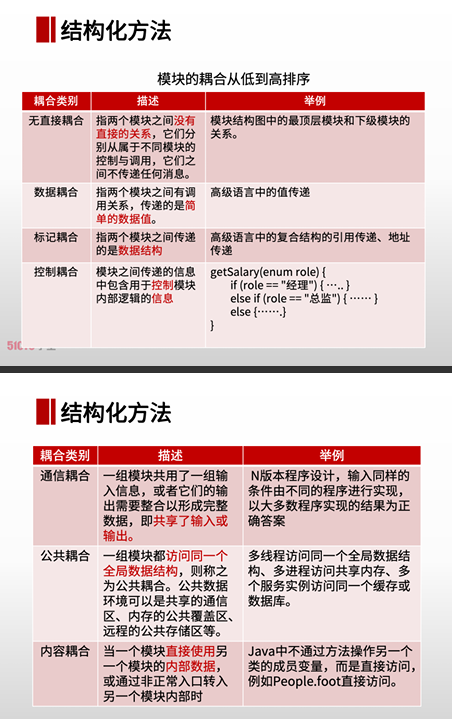 结构化方法
模块的耦合从低到高排序
耦合类别 描述 举例
无直接耦合 指两个模块之间没有 模块结构图中的最顶层模块和下级模块的
直接的关系，它们分 关系。
别从属于不同模块的
控制与调用，它们之
间不传递任何消息。
数据耦合 指两个模块之间有调 高级语言中的值传递
用关系，传递的是简
单的数据值。
标记耦合 指两个模块之间传递 高级语言中的复合结构的引用传递、地址
的是数据结构 传递
控制耦合 模块之间传递的信息 getSalary(enum role) {
中包含用于控制模块 if (role == "经理") { ….. }
内部逻辑的信息 else if (role == "总监") { …… }
else {…….}
}
结构化方法
耦合类别 描述 举例
通信耦合 一组模块共用了一组输 N版本程序设计，输入同样的
入信息，或者它们的输 条件由不同的程序进行实现，
出需要整合以形成完整 以大多数程序实现的结果为正
数据，即共享了输入或 确答案
输出。
公共耦合 一组模块都访问同一个 多线程访问同一个全局数据结
全局数据结构，则称之 构、多进程访问共享内存、多
为公共耦合。公共数据 个服务实例访问同一个缓存或
环境可以是共享的通信 数据库。
区、内存的公共覆盖区、
远程的公共存储区等。
内容耦合 当一个模块直接使用另 Java中不通过方法操作另一个
一个模块的内部数据， 类的成员变量，而是直接访问，
或通过非正常入口转入 例如People.foot直接访问。
另一个模块内部时